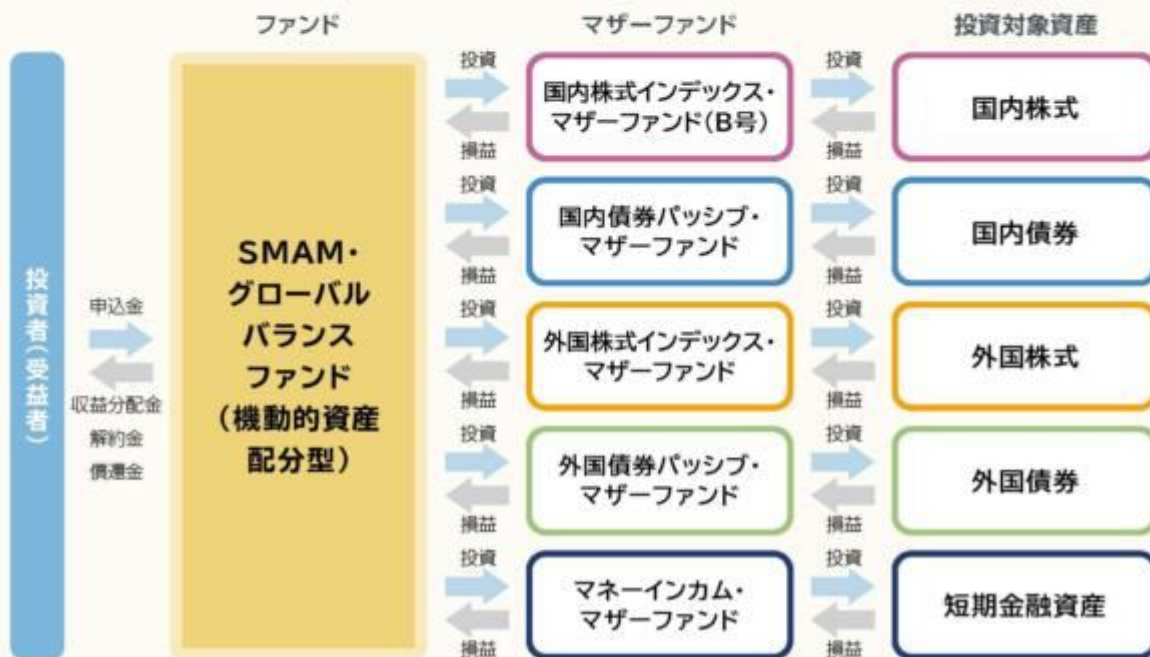 ファンド
マザーファンド
投資対象資産
投資者(受益者)
申込金
収益分配金
解約金
償還金
SMAM・
グローバル
バランス
ファンド
(機動的資産
配分型)
投資
損益
国内株式インデックス・
マザーファンド(B号)
投資
損益
国内株式
投資
損益
国内債券パッシブ・
マザーファンド
投資
損益
国内債券
投資
損益
外国株式インデックス・
マザーファンド
投資
損益
外国株式
投資
損益
外国債券パッシブ・
マザーファンド
投資
損益
外国債券
投資
損益
マネーインカム・
マザーファンド
投資
損益
短期金融資産